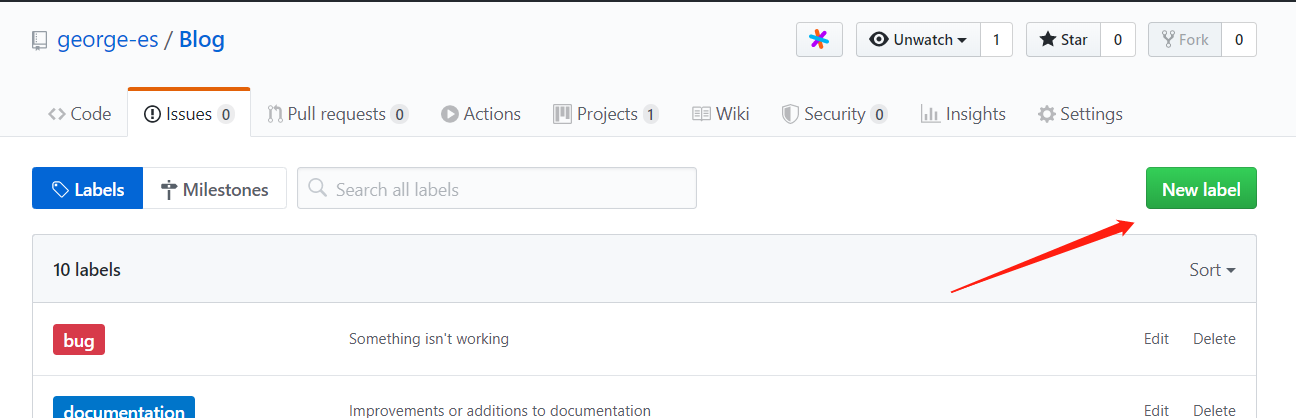 george-es / Blog
Unwatch 1
Star 0
Fork 0
Code
Issues 0
Pull requests 0
Actions
Projects 1
Wiki
Security 0
Insights
Settings
Labels
Milestones
Search all labels
New label
10 labels
Sort
bug
Something isn't working
Edit
Delete
documentation
Improvements or additions to documentation
Edit
Delete